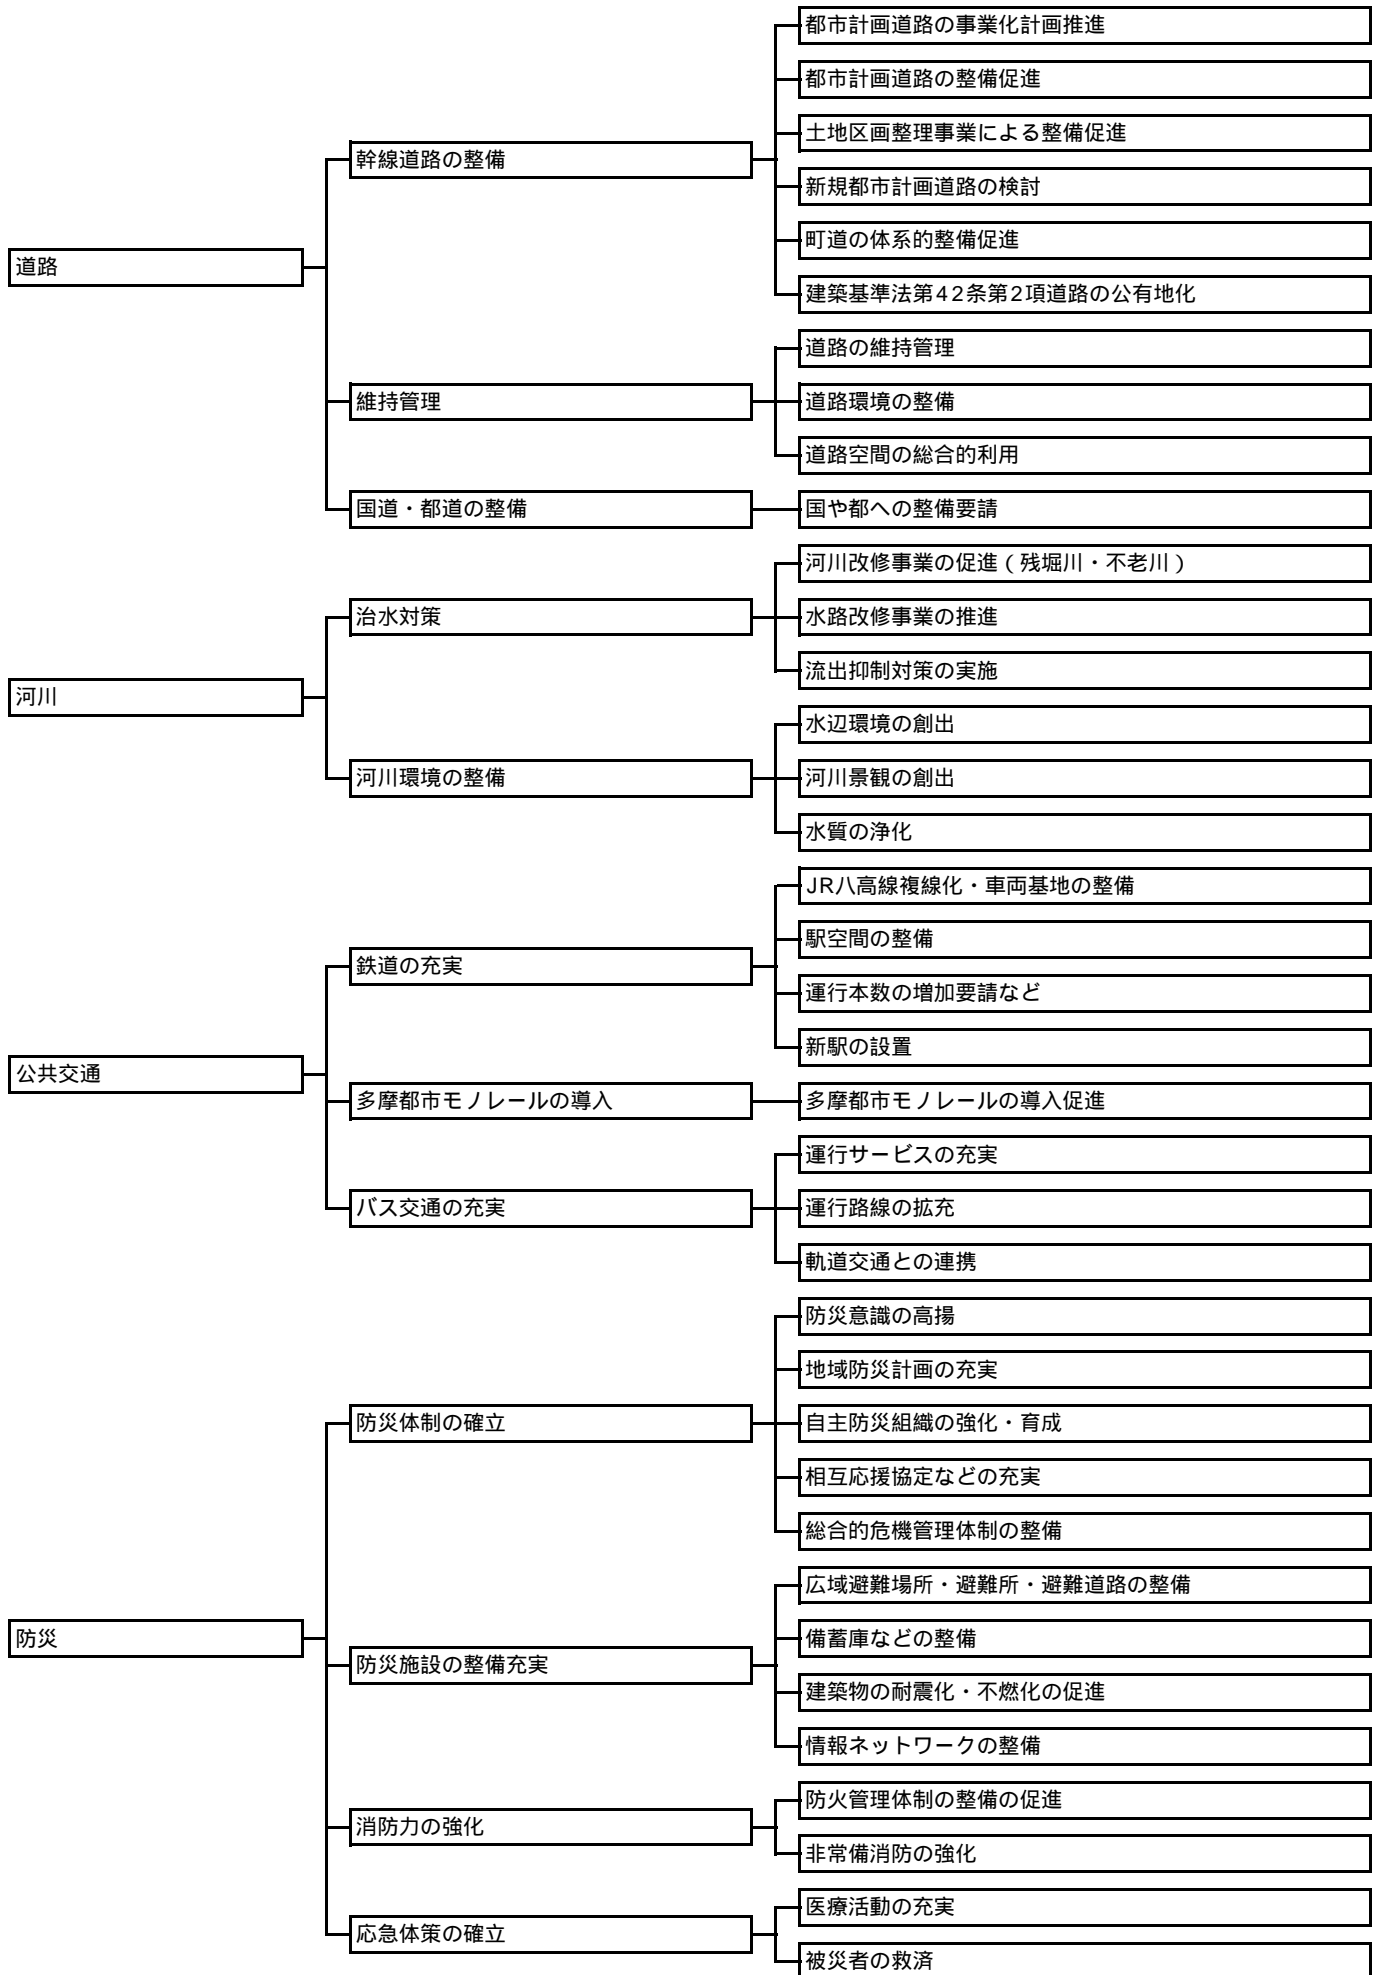 道路
幹線道路の整備
都市計画道路の事業化計画推進
都市計画道路の整備促進
土地区画整理事業による整備促進
新規都市計画道路の検討
町道の体系的整備促進
建築基準法第42条第2項道路の公有地化
維持管理
道路の維持管理
道路環境の整備
道路空間の総合的利用
国道・都道の整備
国や都への整備要請
河川
治水対策
河川改修事業の促進（残堀川・不老川）
水路改修事業の推進
流出抑制対策の実施
河川環境の整備
水辺環境の創出
河川景観の創出
水質の浄化
公共交通
鉄道の充実
JR八高線複線化・車両基地の整備
駅空間の整備
運行本数の増加要請など
新駅の設置
多摩都市モノレールの導入
多摩都市モノレールの導入促進
バス交通の充実
運行サービスの充実
運行路線の拡充
軌道交通との連携
防災
防災体制の確立
防災意識の高揚
地域防災計画の充実
自主防災組織の強化・育成
相互応援協定などの充実
総合的危機管理体制の整備
防災施設の整備充実
広域避難場所・避難所・避難道路の整備
備蓄庫などの整備
建築物の耐震化・不燃化の促進
情報ネットワークの整備
消防力の強化
防火管理体制の整備の促進
非常備消防の強化
応急体策の確立
医療活動の充実
被災者の救済